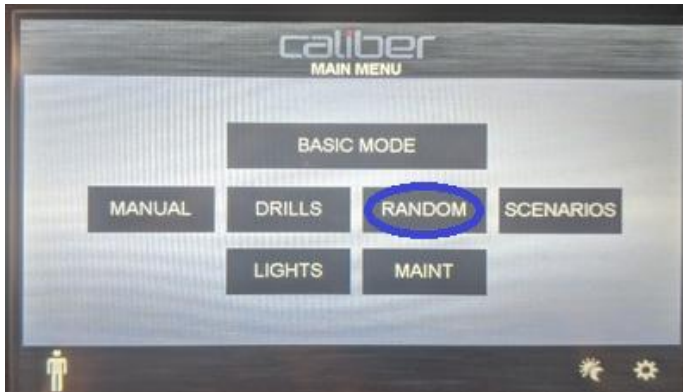 caliber
MAIN MENU
BASIC MODE
MANUAL DRILLS RANDOM SCENARIOS
LIGHTS MAINT